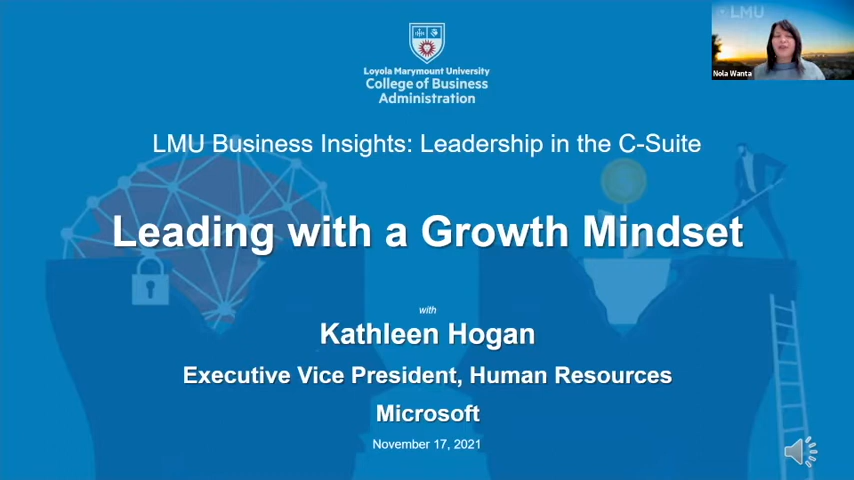 Loyola Marymount University
College of Business
Administration
LMU
Nola Wanta
LMU Business Insights: Leadership in the C-Suite
Leading with a Growth Mindset
with
Kathleen Hogan
Executive Vice President, Human Resources
Microsoft
November 17, 2021